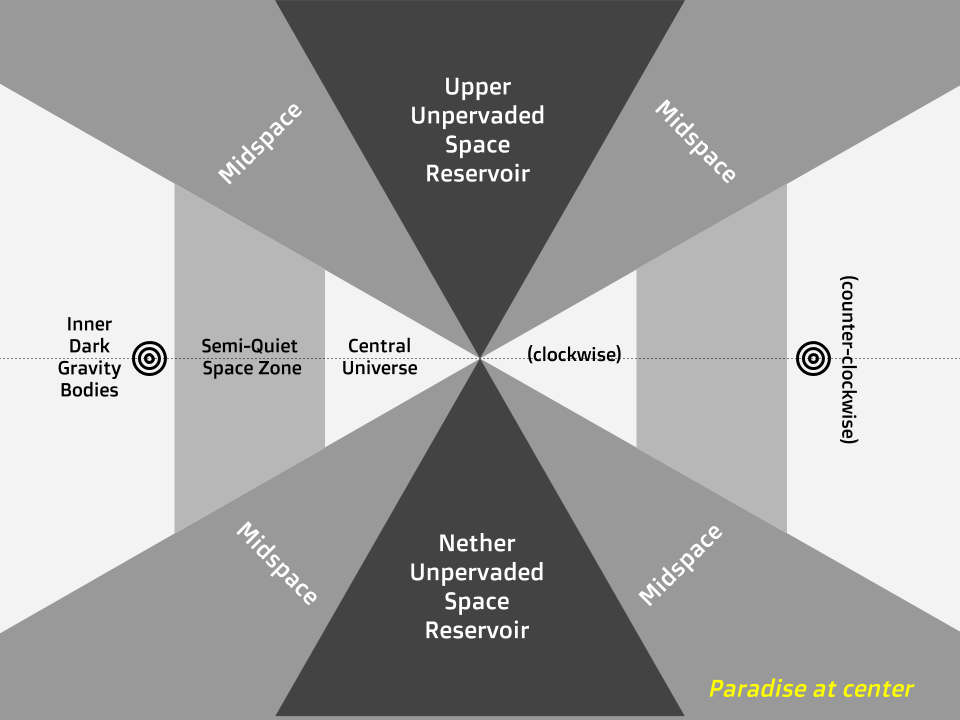 Upper
Unpervaded
Space
Reservoir
Midspace
Midspace
Inner
Dark
Gravity
Bodies
Semi-Quiet
Space Zone
Central
Universe
(clockwise)
(counter-clockwise)
Midspace
Nether
Unpervaded
Space
Reservoir
Midspace
Paradise at center